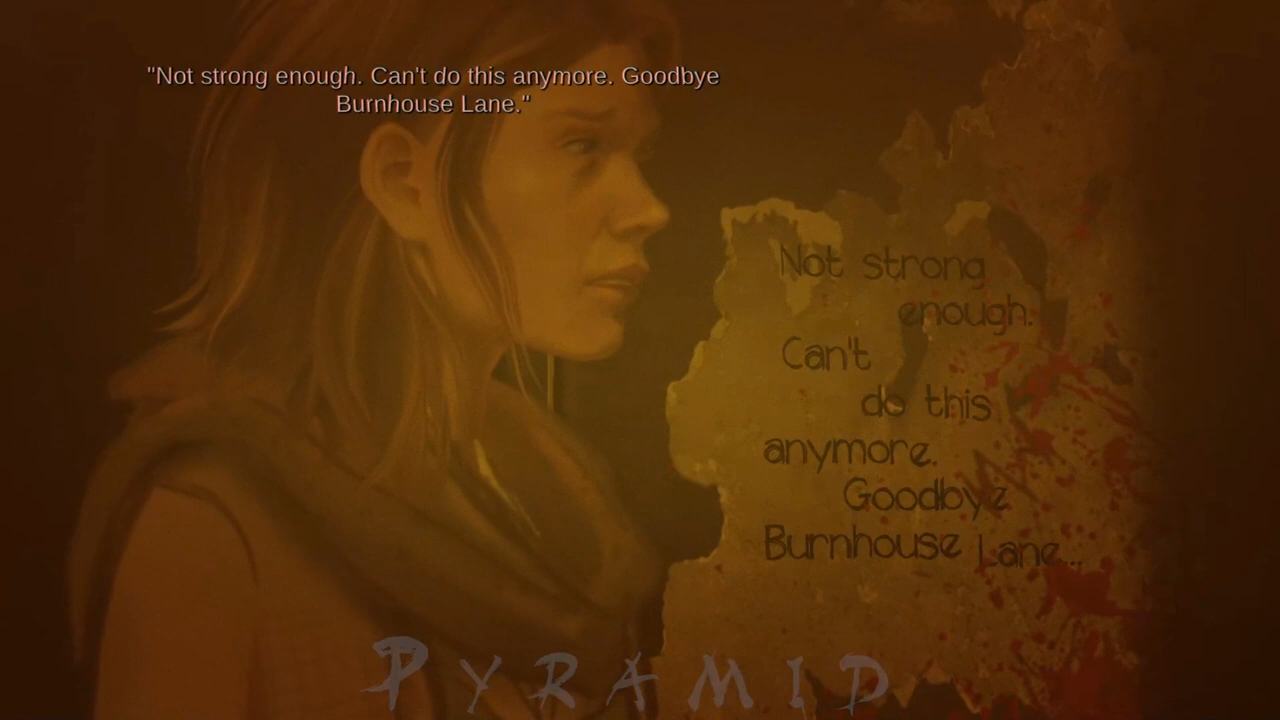 "Not strong enough. Can't do this anymore. Goodbye
Burnhouse Lane."
Not strong
enough.
Can't
do this
anymore.
Goodbye
Burnhouse Lane...
PYRAMID